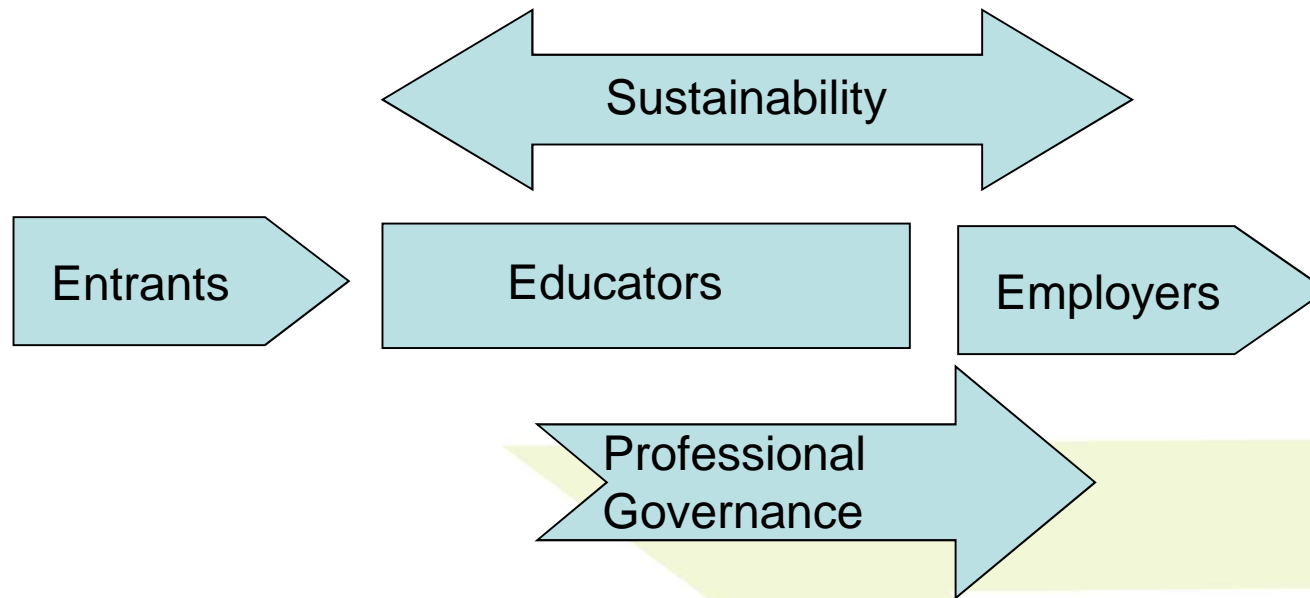 Sustainability
Entrants
Educators
Employers
Professional
Governance